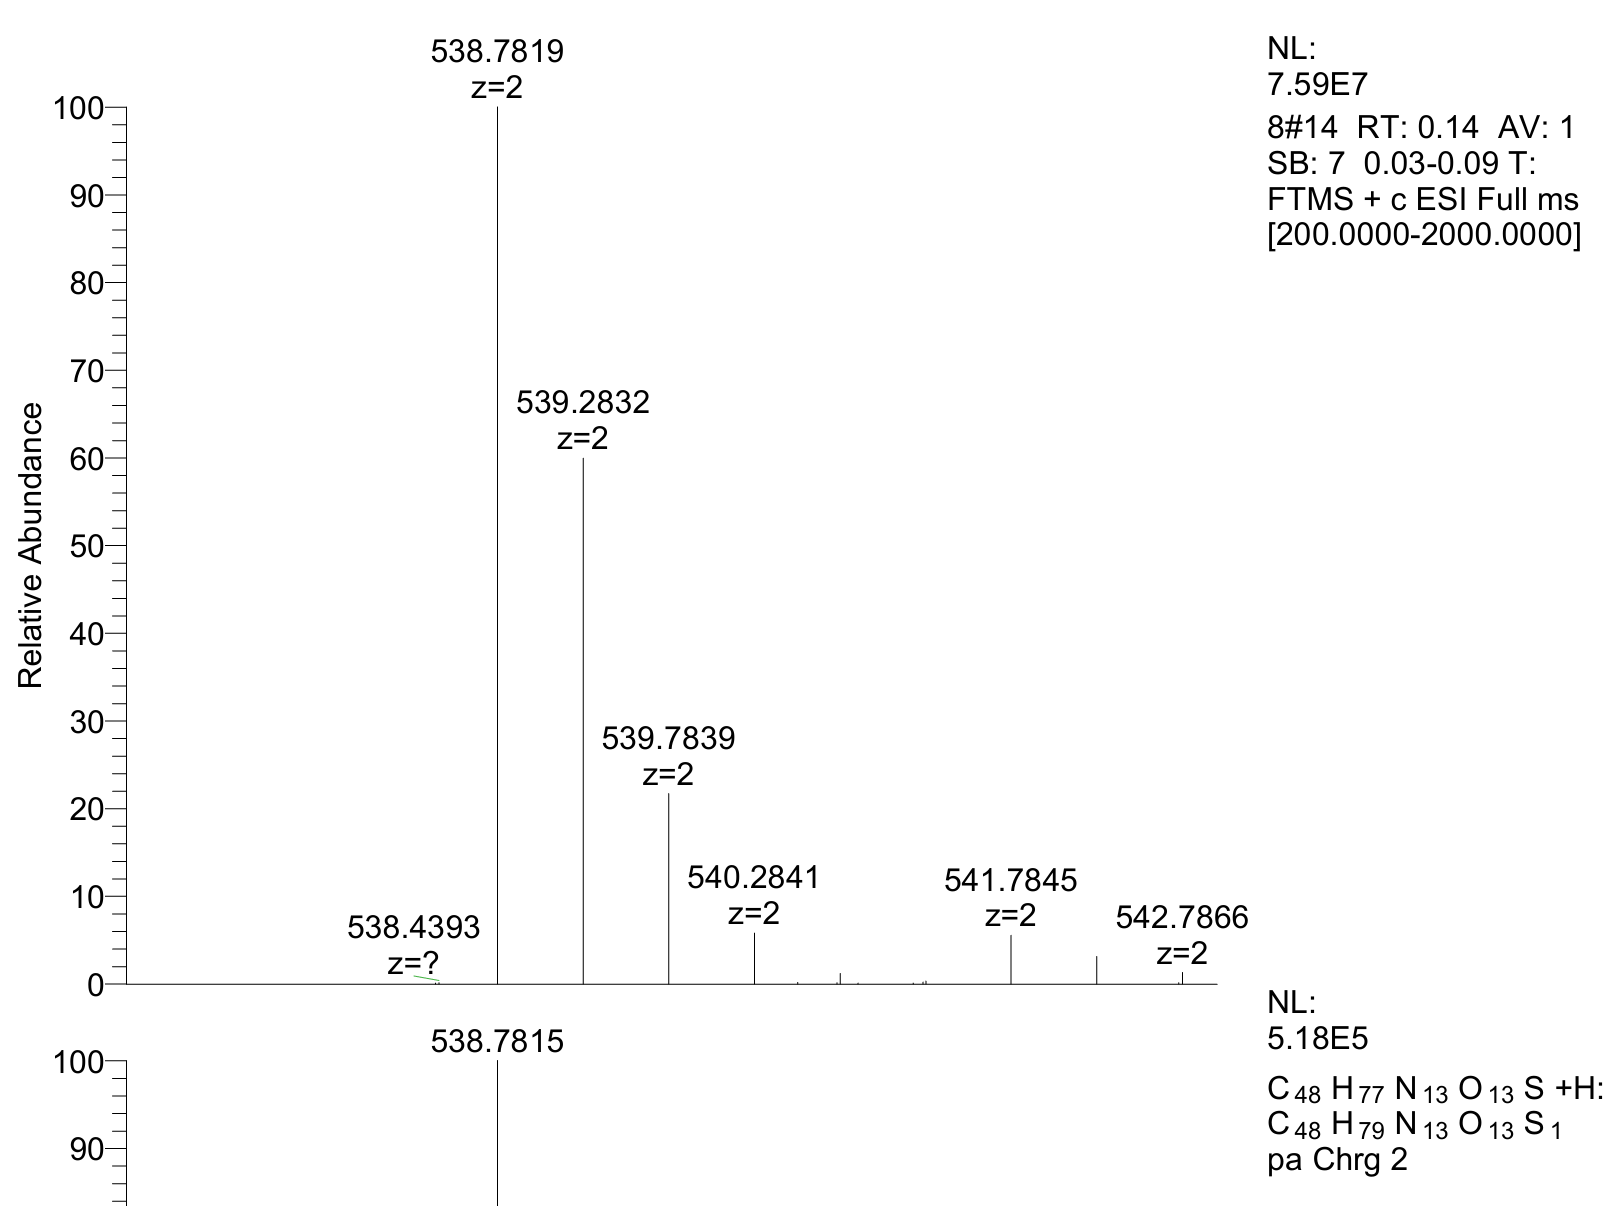 538.7819
z=2
NL:
7.59E7
8#14 RT: 0.14 AV: 1
SB: 7 0.03-0.09 T:
FTMS + c ESI Full ms
[200.0000-2000.0000]
100
90
80
70
60
50
40
30
20
10
0
Relative Abundance
539.2832
z=2
539.7839
z=2
540.2841
z=2
541.7845
z=2
538.4393
z=?
542.7866
z=2
538.7815
100
90
NL:
5.18E5
C 48 H 77 N 13 O 13 S +H:
C 48 H 79 N 13 O 13 S 1
pa Chrg 2